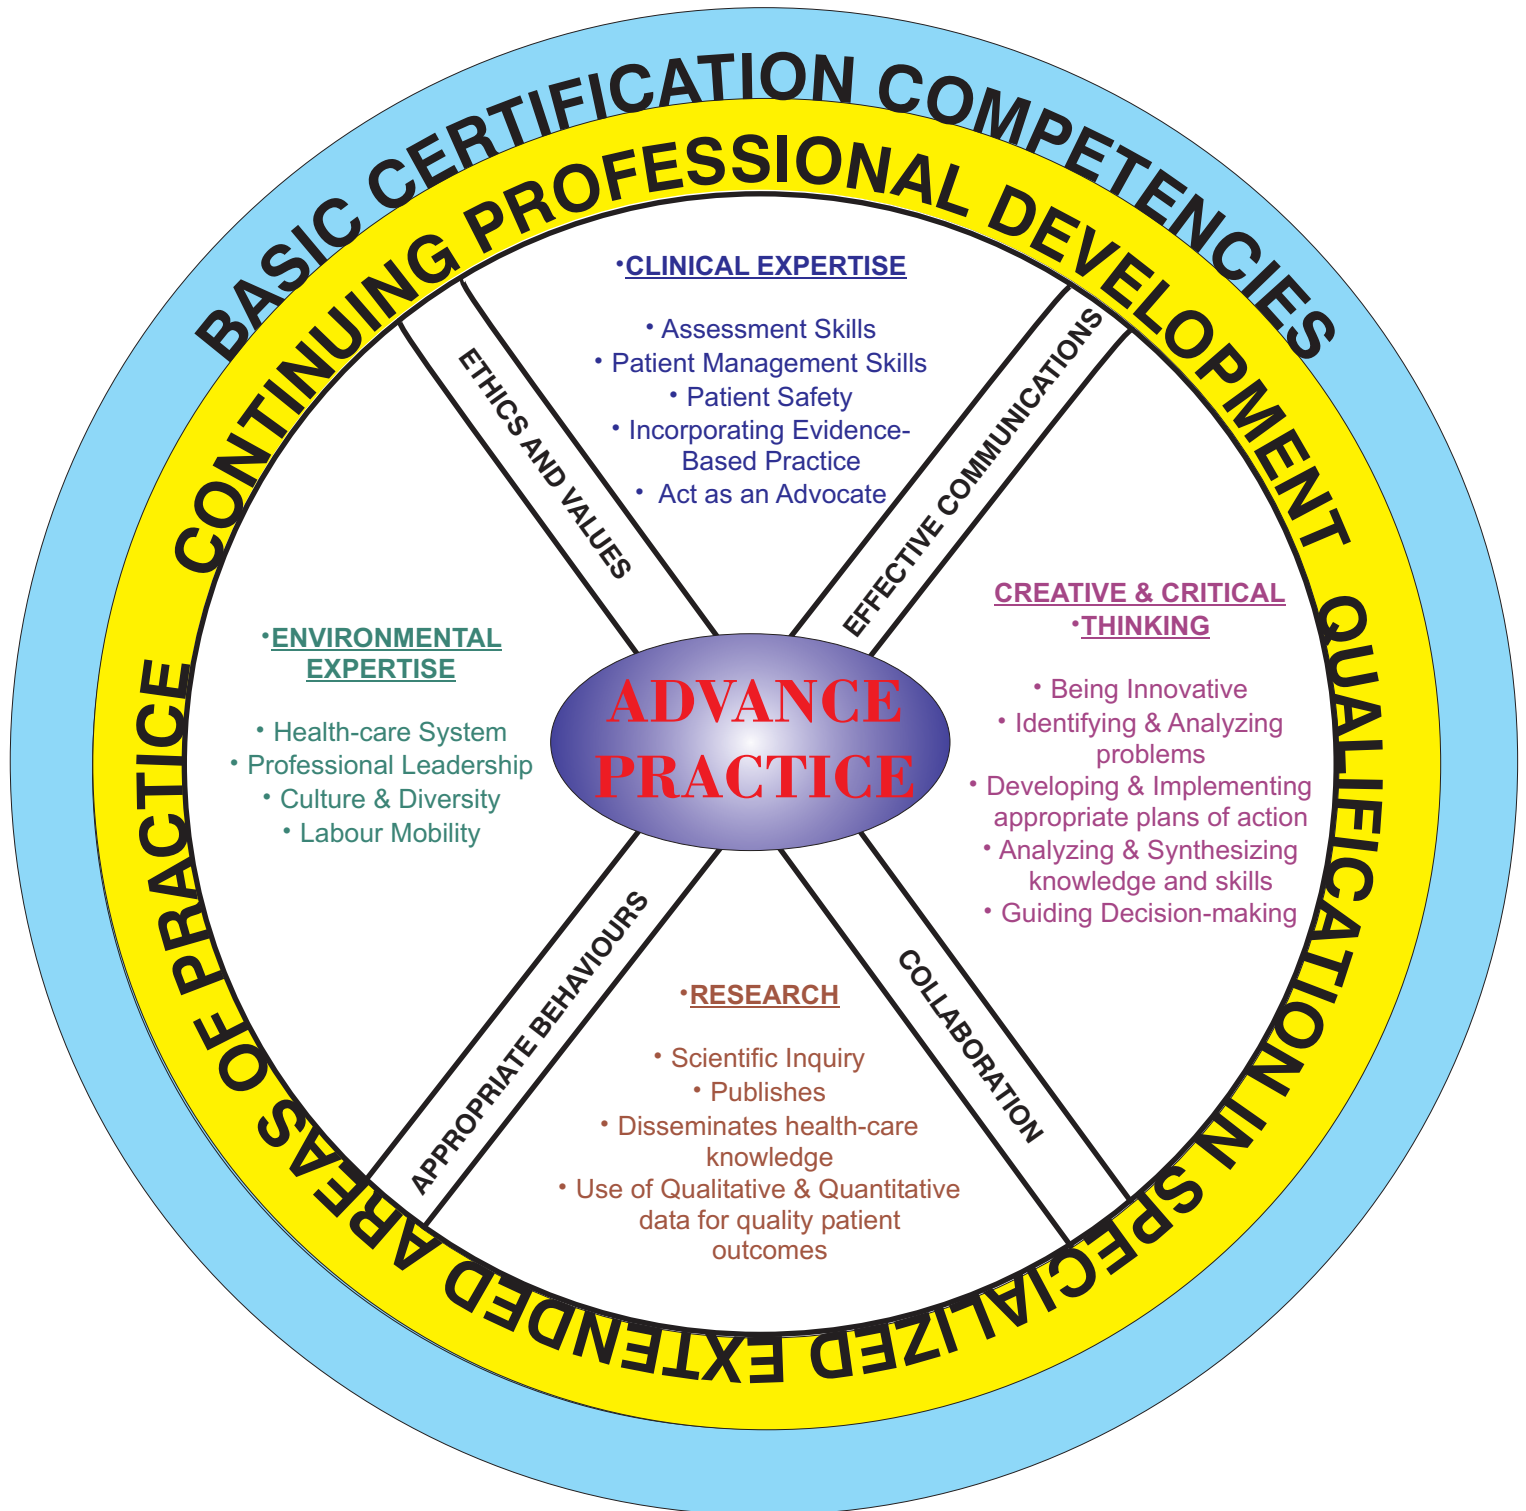 BASIC CERTIFICATION COMPETENCIES
CONTINUING PROFESSIONAL DEVELOPMENT QUALIFICATION IN SPECIALIZED EXTENDED AREAS OF PRACTICE
•CLINICAL EXPERTISE
• Assessment Skills
• Patient Management Skills
• Patient Safety
• Incorporating Evidence-
Based Practice
• Act as an Advocate
ETHICS AND VALUES
EFFECTIVE COMMUNICATIONS
•ENVIRONMENTAL
EXPERTISE
• Health-care System
• Professional Leadership
• Culture & Diversity
• Labour Mobility
ADVANCE
PRACTICE
CREATIVE & CRITICAL
•THINKING
• Being Innovative
• Identifying & Analyzing
problems
• Developing & Implementing
appropriate plans of action
• Analyzing & Synthesizing
knowledge and skills
• Guiding Decision-making
APPROPRIATE BEHAVIOURS
COLLABORATION
•RESEARCH
• Scientific Inquiry
• Publishes
• Disseminates health-care
knowledge
• Use of Qualitative & Quantitative
data for quality patient
outcomes